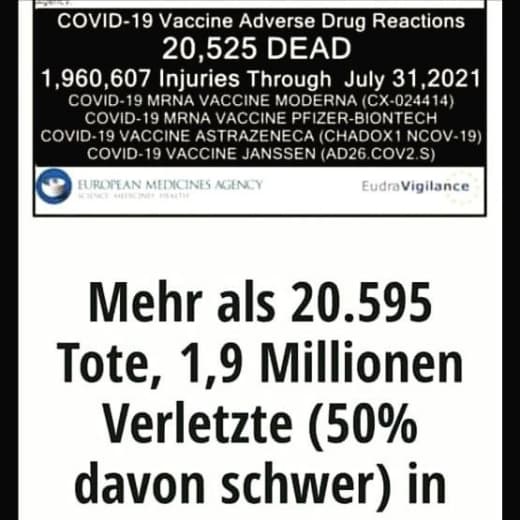 COVID-19 Vaccine Adverse Drug Reactions
20,525 DEAD
1,960,607 Injuries Through July 31,2021
COVID-19 MRNA VACCINE MODERNA (CX-024414)
COVID-19 MRNA VACCINE PFIZER-BIONTECH
COVID-19 VACCINE ASTRAZENECA (CHADOX1 NCOV-19)
COVID-19 VACCINE JANSSEN (AD26.COV2.S)
EUROPEAN MEDICINES AGENCY
SCIENCE MEDICINES HEALTH
EudraVigilance
Mehr als 20.595
Tote, 1,9 Millionen
Verletzte (50%
davon schwer) in